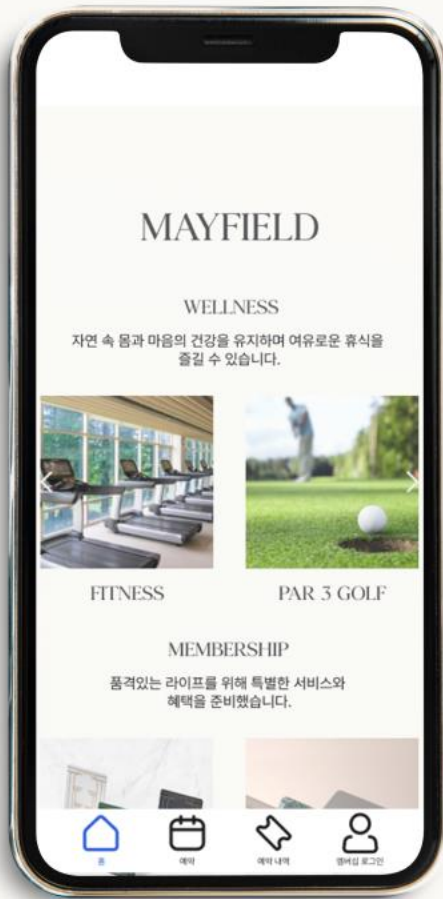 MAYFIELD
WELLNESS
자연 속 몸과 마음의 건강을 유지하며 여유로운 휴식을
즐길 수 있습니다.
FITNESS
PAR 3 GOLF
MEMBERSHIP
품격있는 라이프를 위해 특별한 서비스와
혜택을 준비했습니다.
홈
예약
예약 내역
멤버십 로그인